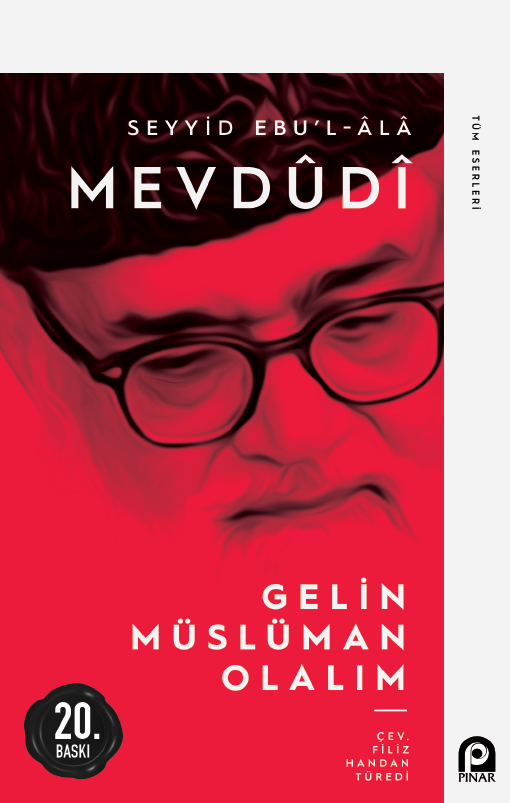 SEYYİD EBU'L-ÂLÂ
MEVDÛDÎ
TÜM ESERLERİ
GELİN
MÜSLÜMAN
OLALIM
ÇEV.
FİLİZ
HANDAN
TÜREDİ
20.
BASKI
PINAR